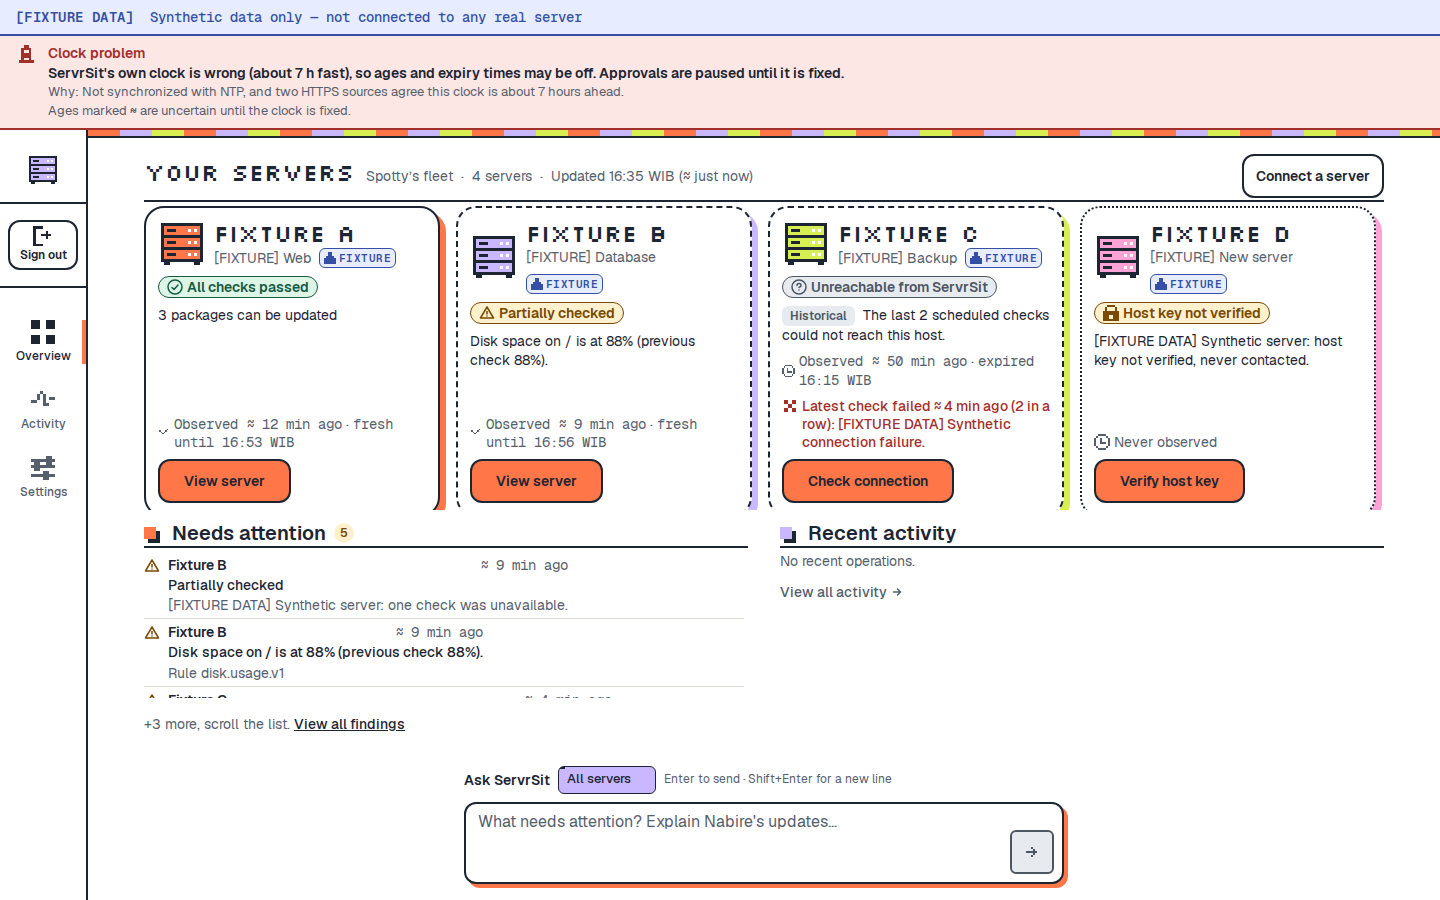 [FIXTURE DATA] Synthetic data only — not connected to any real server
Clock problem
ServrSit's own clock is wrong (about 7 h fast), so ages and expiry times may be off. Approvals are paused until it is fixed.
Why: Not synchronized with NTP, and two HTTPS sources agree this clock is about 7 hours ahead.
Ages marked ≈ are uncertain until the clock is fixed.
Sign out
Overview
Activity
Settings
YOUR SERVERS
Spotty's fleet · 4 servers · Updated 16:35 WIB (≈ just now)
Connect a server
FIXTURE A
[FIXTURE] Web
FIXTURE
All checks passed
3 packages can be updated
Observed ≈ 12 min ago · fresh
until 16:53 WIB
View server
FIXTURE B
[FIXTURE] Database
FIXTURE
Partially checked
Disk space on / is at 88% (previous
check 88%).
Observed ≈ 9 min ago · fresh
until 16:56 WIB
View server
FIXTURE C
[FIXTURE] Backup
FIXTURE
Unreachable from ServrSit
Historical The last 2 scheduled checks
could not reach this host.
Observed ≈ 50 min ago · expired
16:15 WIB
Latest check failed ≈ 4 min ago (2 in a
row): [FIXTURE DATA] Synthetic
connection failure.
Check connection
FIXTURE D
[FIXTURE] New server
FIXTURE
Host key not verified
[FIXTURE DATA] Synthetic server: host
key not verified, never contacted.
Never observed
Verify host key
Needs attention 5
Fixture B ≈ 9 min ago
Partially checked
[FIXTURE DATA] Synthetic server: one check was unavailable.
Fixture B ≈ 9 min ago
Disk space on / is at 88% (previous check 88%).
Rule disk.usage.v1
+3 more, scroll the list. View all findings
Recent activity
No recent operations.
View all activity →
Ask ServrSit
All servers
Enter to send · Shift+Enter for a new line
What needs attention? Explain Nabire's updates…